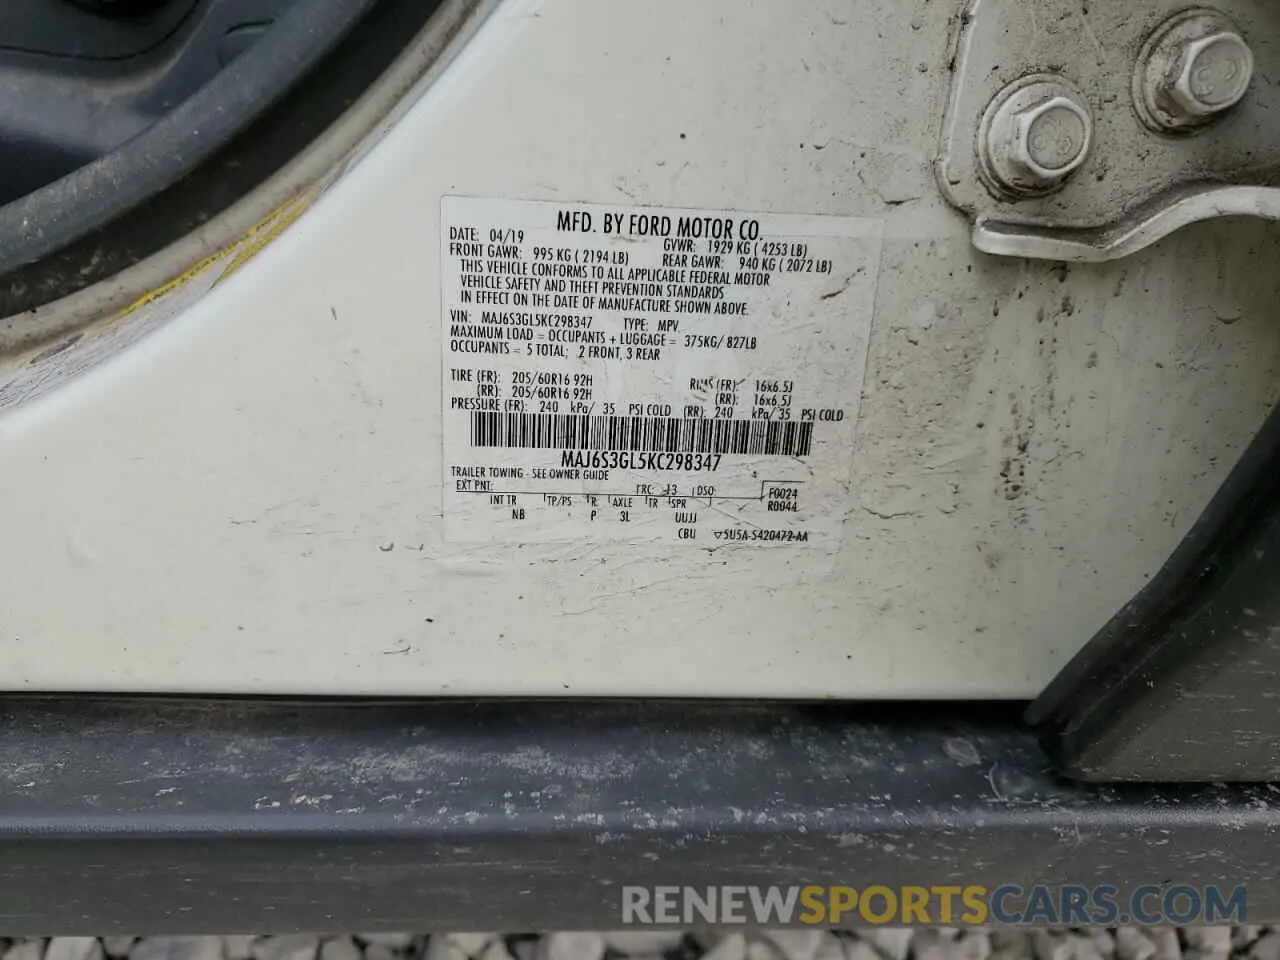 MFD. BY FORD MOTOR CO.
DATE: 04/19 GVWR: 1929 KG ( 4253 LB)
FRONT GAWR: 995 KG ( 2194 LB) REAR GAWR: 940 KG ( 2072 LB)
THIS VEHICLE CONFORMS TO ALL APPLICABLE FEDERAL MOTOR
VEHICLE SAFETY AND THEFT PREVENTION STANDARDS
IN EFFECT ON THE DATE OF MANUFACTURE SHOWN ABOVE.
VIN: MAJ6S3GL5KC298347 TYPE: MPV
MAXIMUM LOAD = OCCUPANTS + LUGGAGE = 375KG/ 827LB
OCCUPANTS = 5 TOTAL; 2 FRONT, 3 REAR
TIRE (FR): 205/60R16 92H RIMS (FR): 16x6.5J
(RR): 205/60R16 92H (RR): 16x6.5J
PRESSURE (FR): 240 kPa/ 35 PSI COLD (RR): 240 kPa/ 35 PSI COLD
MAJ6S3GL5KC298347
TRAILER TOWING - SEE OWNER GUIDE
EXT PNT: RC: 13 DSO: F0024
INT TR TP/PS R AXLE TR SPR R0044
NB P 3L UUJJ
CBU 5U5A-S420472-AA
RENEWSPORTSCARS.COM